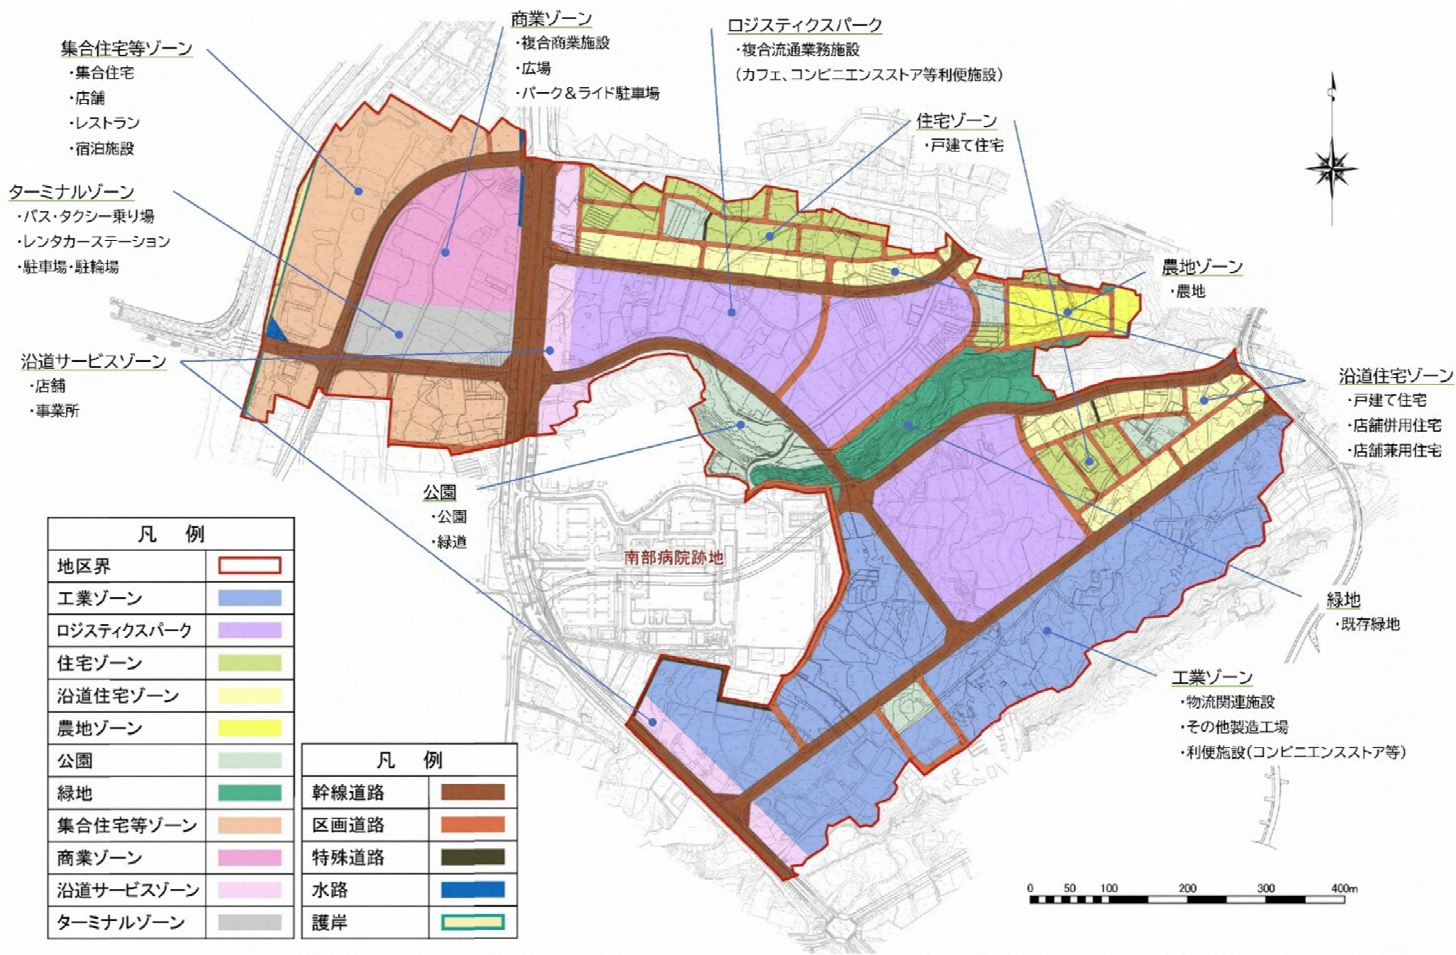 商業ゾーン
・複合商業施設
・広場
・パーク＆ライド駐車場
ロジスティクスパーク
・複合流通業務施設
（カフェ、コンビニエンスストア等利便施設）
集合住宅等ゾーン
・集合住宅
・店舗
・レストラン
・宿泊施設
住宅ゾーン
・戸建て住宅
ターミナルゾーン
・バス・タクシー乗り場
・レンタカーステーション
・駐車場・駐輪場
農地ゾーン
・農地
沿道サービスゾーン
・店舗
・事業所
沿道住宅ゾーン
・戸建て住宅
・店舗併用住宅
・店舗兼用住宅
公園
・公園
・緑道
南部病院跡地
緑地
・既存緑地
工業ゾーン
・物流関連施設
・その他製造工場
・利便施設（コンビニエンスストア等）
凡 例
地区界
工業ゾーン
ロジスティクスパーク
住宅ゾーン
沿道住宅ゾーン
農地ゾーン
公園
緑地
集合住宅等ゾーン
商業ゾーン
沿道サービスゾーン
ターミナルゾーン
凡 例
幹線道路
区画道路
特殊道路
水路
護岸
0 50 100 200 300 400m